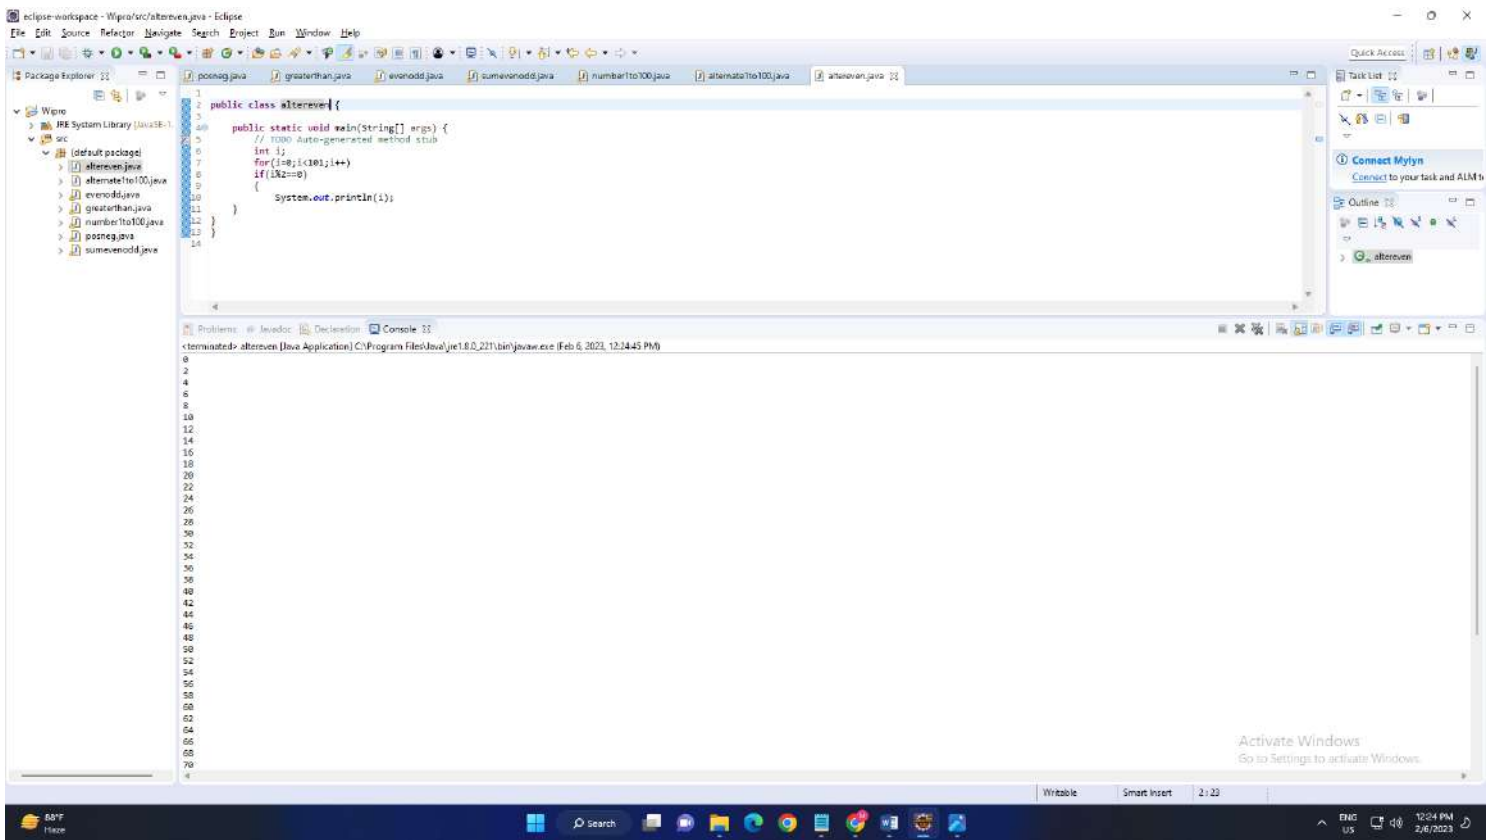 eclipse-workspace - Wipro/src/altereven.java - Eclipse
File Edit Source Refactor Navigate Search Project Run Window Help
Quick Access
Package Explorer
posneg.java greaterthan.java evenodd.java sumevenodd.java number1to100.java alternate1to100.java altereven.java
Task List
Wipro
JRE System Library [JavaSE-1.
src
(default package)
altereven.java
alternate1to100.java
evenodd.java
greaterthan.java
number1to100.java
posneg.java
sumevenodd.java
1
2 public class altereven {
3
4 public static void main(String[] args) {
5 // TODO Auto-generated method stub
6 int i;
7 for(i=0;i<101;i++)
8 if(i%2==0)
9 {
10 System.out.println(i);
11 }
12 }
13 }
14
Connect Mylyn
Connect to your task and ALM t
Outline
altereven
Problems Javadoc Declaration Console
<terminated> altereven [Java Application] C:\Program Files\Java\jre1.8.0_221\bin\javaw.exe (Feb 6, 2023, 12:24:45 PM)
0
2
4
6
8
10
12
14
16
18
20
22
24
26
28
30
32
34
36
38
40
42
44
46
48
50
52
54
56
58
60
62
64
66
68
70
Activate Windows
Go to Settings to activate Windows.
Writable Smart Insert 2:23
88°F
Haze
Search
ENG
US
12:24 PM
2/6/2023